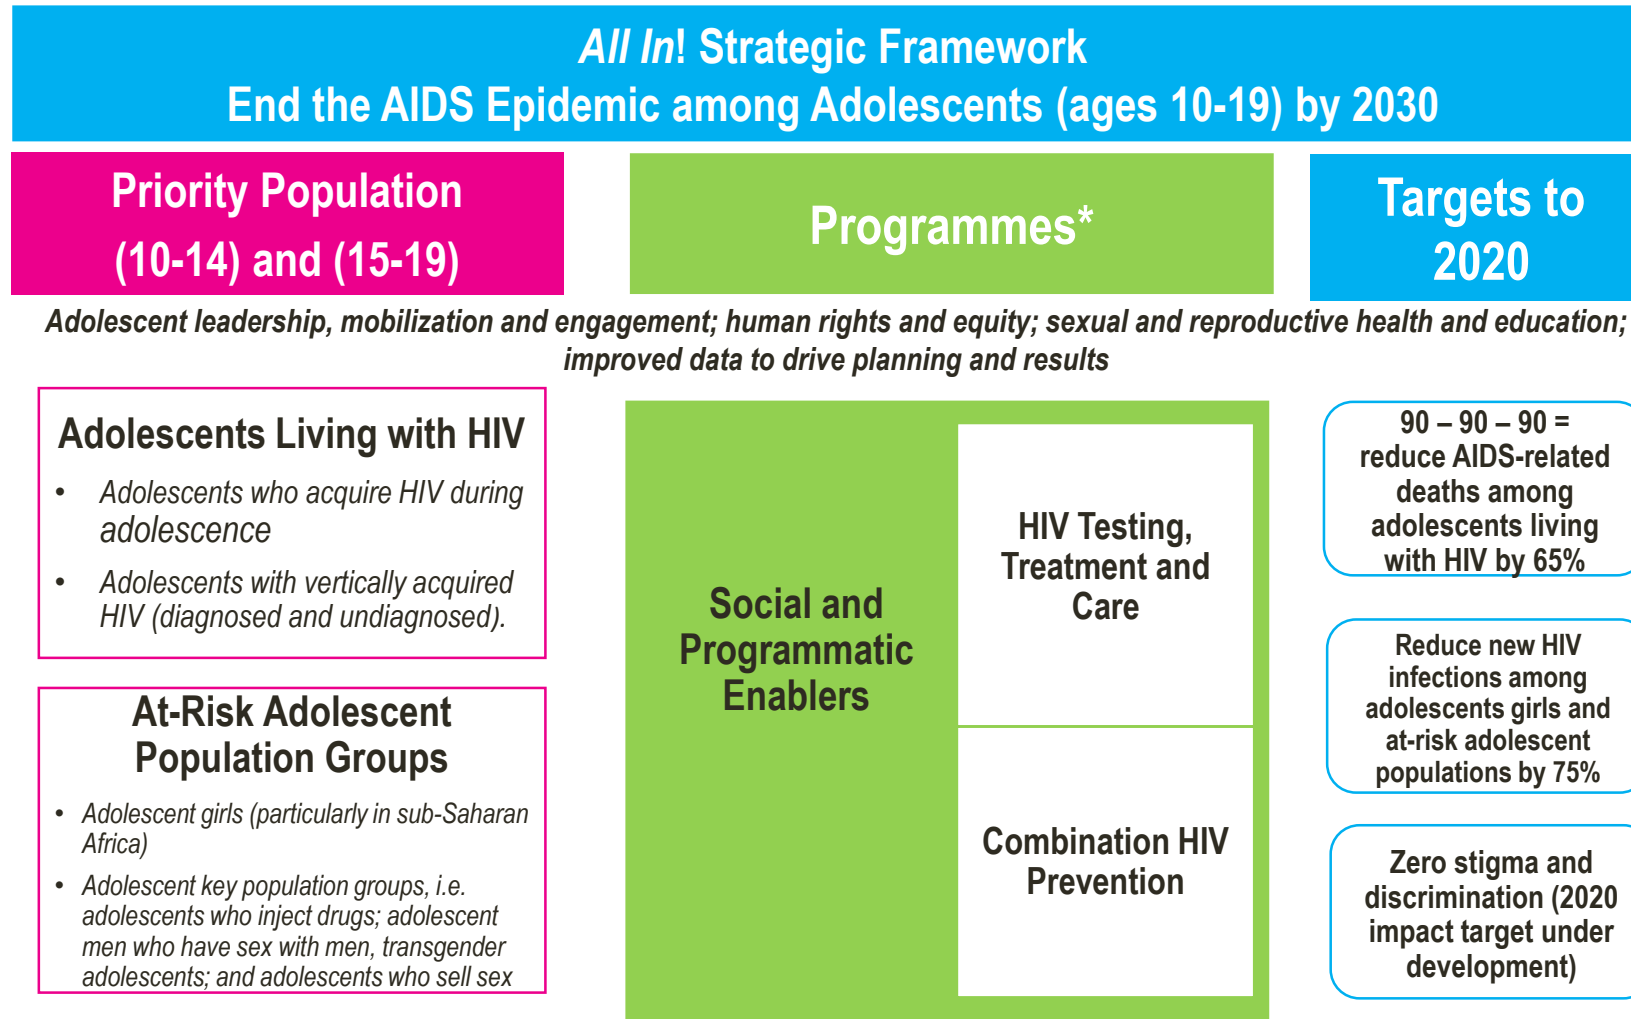 All In! Strategic Framework
End the AIDS Epidemic among Adolescents (ages 10-19) by 2030
Priority Population
(10-14) and (15-19)
Programmes*
Targets to
2020
Adolescent leadership, mobilization and engagement; human rights and equity; sexual and reproductive health and education;
improved data to drive planning and results
Adolescents Living with HIV
• Adolescents who acquire HIV during
adolescence
• Adolescents with vertically acquired
HIV (diagnosed and undiagnosed).
At-Risk Adolescent
Population Groups
• Adolescent girls (particularly in sub-Saharan
Africa)
• Adolescent key population groups, i.e.
adolescents who inject drugs; adolescent
men who have sex with men, transgender
adolescents; and adolescents who sell sex
Social and
Programmatic
Enablers
HIV Testing,
Treatment and
Care
Combination HIV
Prevention
90 – 90 – 90 =
reduce AIDS-related
deaths among
adolescents living
with HIV by 65%
Reduce new HIV
infections among
adolescents girls and
at-risk adolescent
populations by 75%
Zero stigma and
discrimination (2020
impact target under
development)